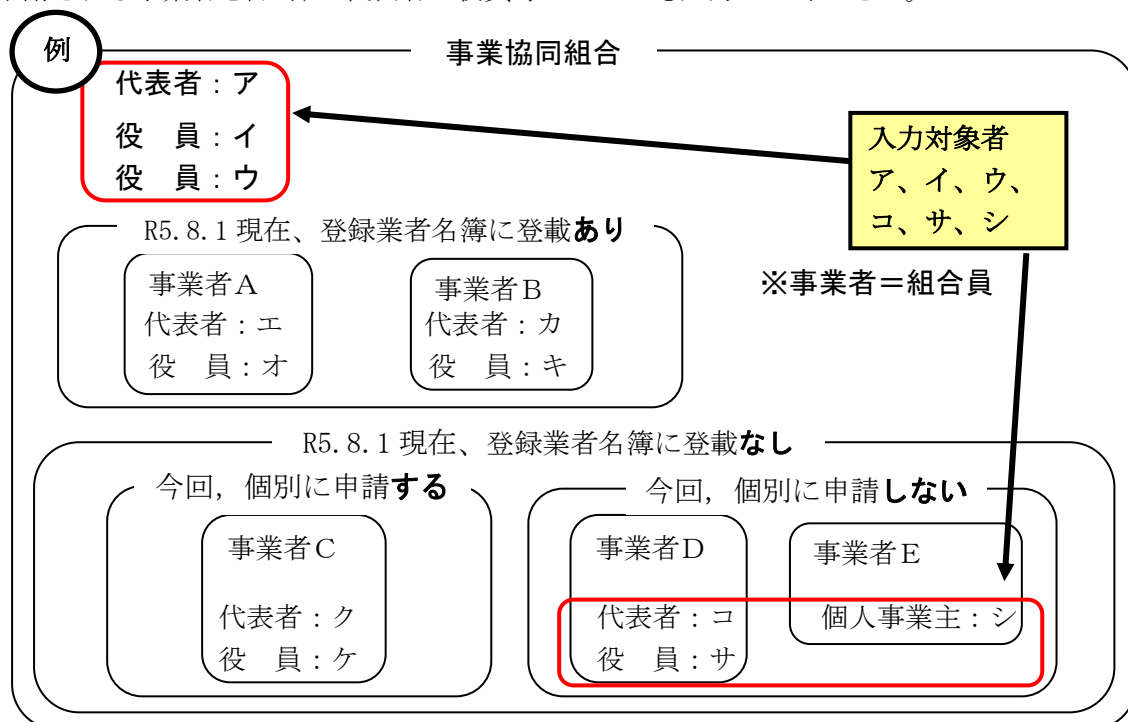 例
事業協同組合
代表者：ア
役　員：イ
役　員：ウ
入力対象者
ア、イ、ウ、
コ、サ、シ
R5.8.1現在、登録業者名簿に登載あり
事業者Ａ
代表者：エ
役　員：オ
事業者Ｂ
代表者：カ
役　員：キ
※事業者＝組合員
R5.8.1現在、登録業者名簿に登載なし
今回，個別に申請する
事業者Ｃ
代表者：ク
役　員：ケ
今回，個別に申請しない
事業者Ｄ
代表者：コ
役　員：サ
事業者Ｅ
個人事業主：シ